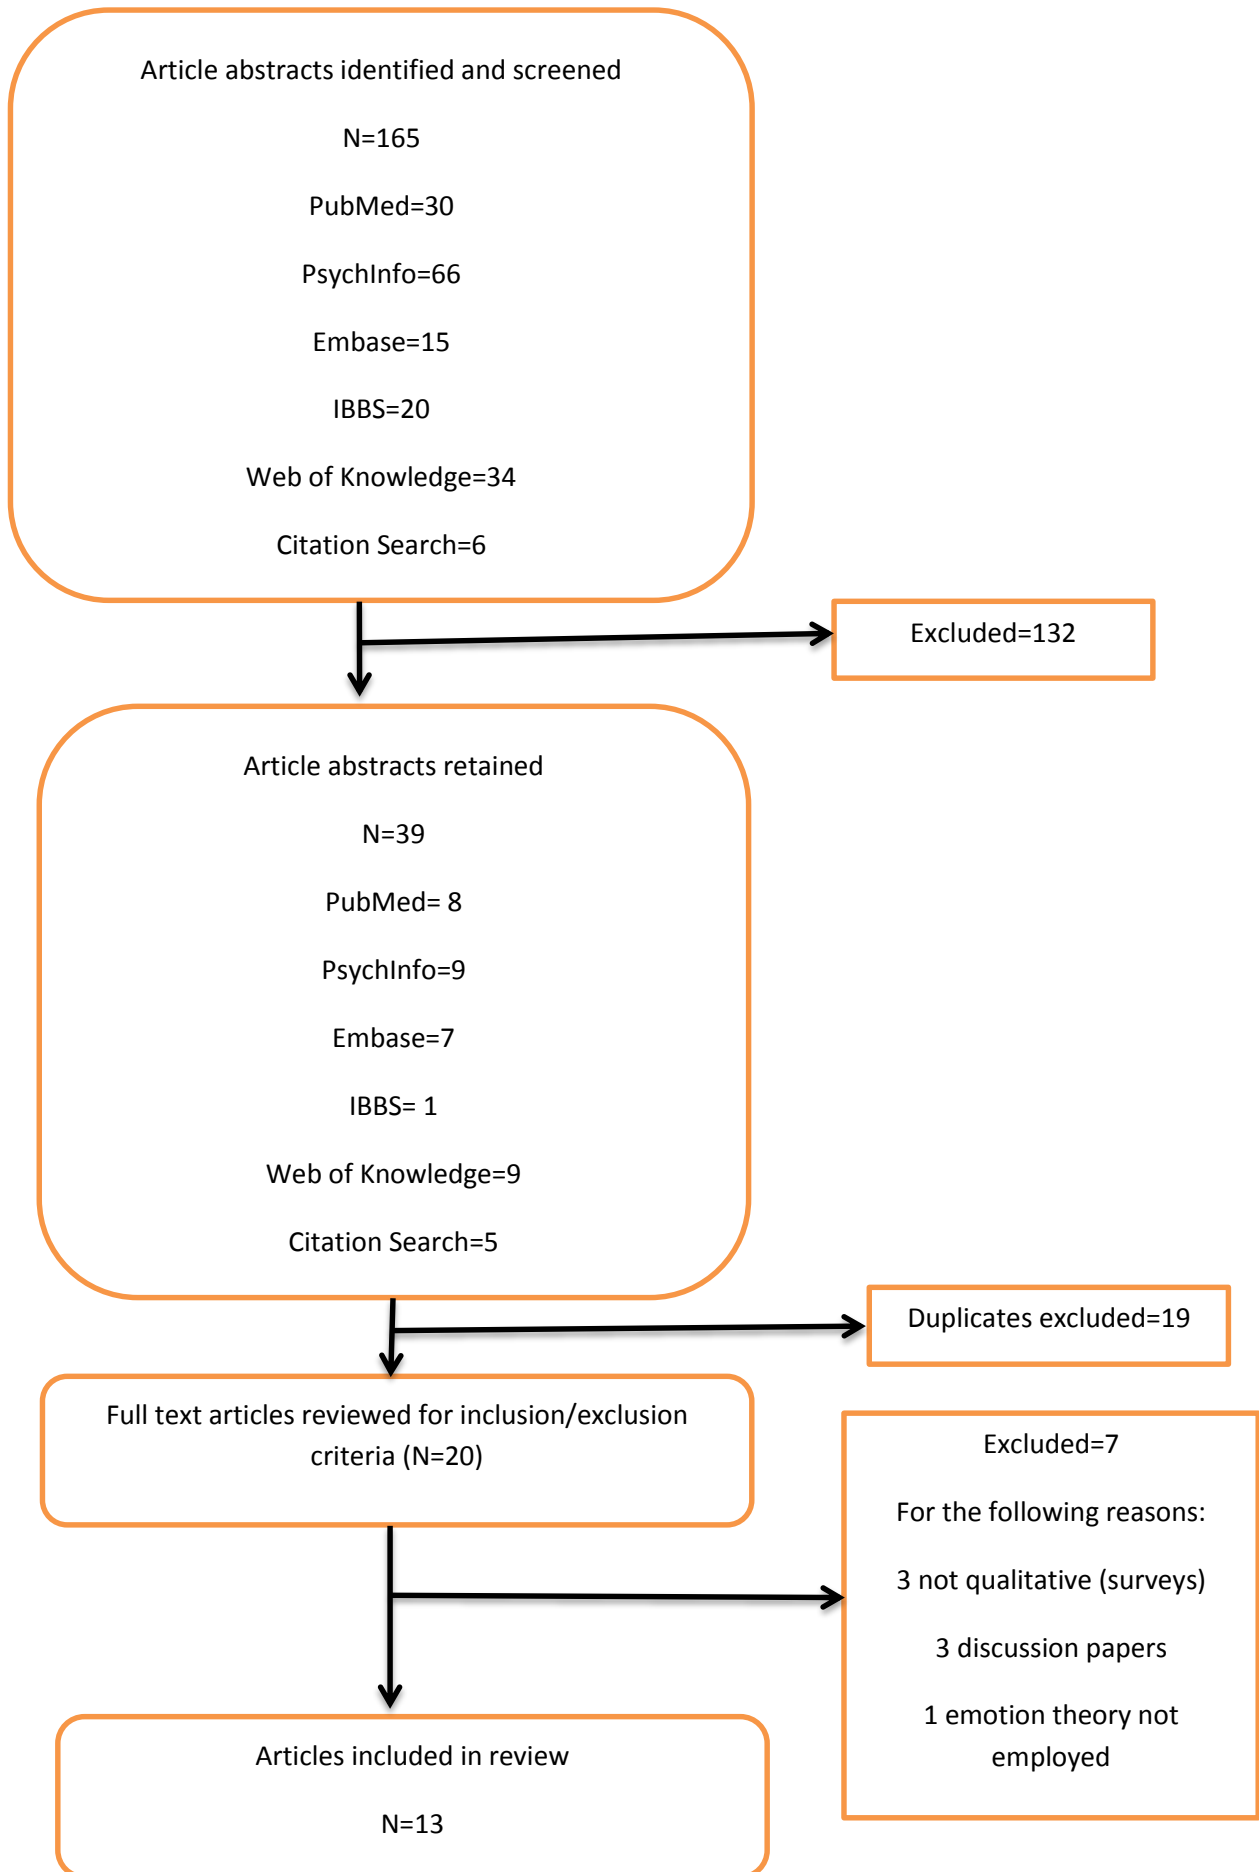 Article abstracts identified and screened
N=165
PubMed=30
PsychInfo=66
Embase=15
IBBS=20
Web of Knowledge=34
Citation Search=6
Excluded=132
Article abstracts retained
N=39
PubMed= 8
PsychInfo=9
Embase=7
IBBS= 1
Web of Knowledge=9
Citation Search=5
Duplicates excluded=19
Full text articles reviewed for inclusion/exclusion
criteria (N=20)
Excluded=7
For the following reasons:
3 not qualitative (surveys)
3 discussion papers
1 emotion theory not
employed
Articles included in review
N=13